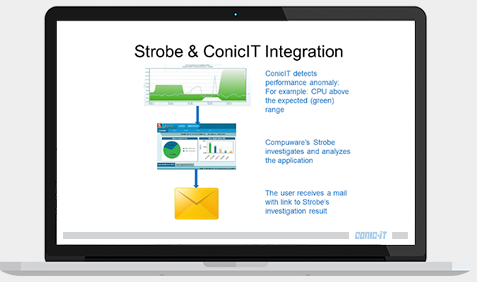 Strobe & ConicIT Integration
ConicIT detects
performance anomaly:
For example: CPU above
the expected (green)
range
Compuware's Strobe
investigates and analyzes
the application
The user receives a mail
with link to Strobe's
investigation result
CONIC-IT